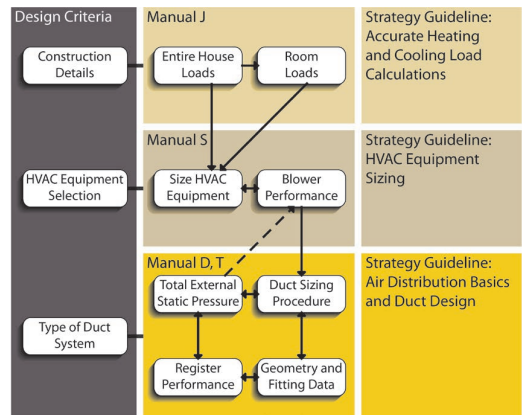 Design Criteria
Construction
Details
HVAC Equipment
Selection
Type of Duct
System
Manual J
Entire House
Loads
Room
Loads
Manual S
Size HVAC
Equipment
Blower
Performance
Manual D, T
Total External
Static Pressure
Duct Sizing
Procedure
Register
Performance
Geometry and
Fitting Data
Strategy Guideline:
Accurate Heating
and Cooling Load
Calculations
Strategy Guideline:
HVAC Equipment
Sizing
Strategy Guideline:
Air Distribution Basics
and Duct Design